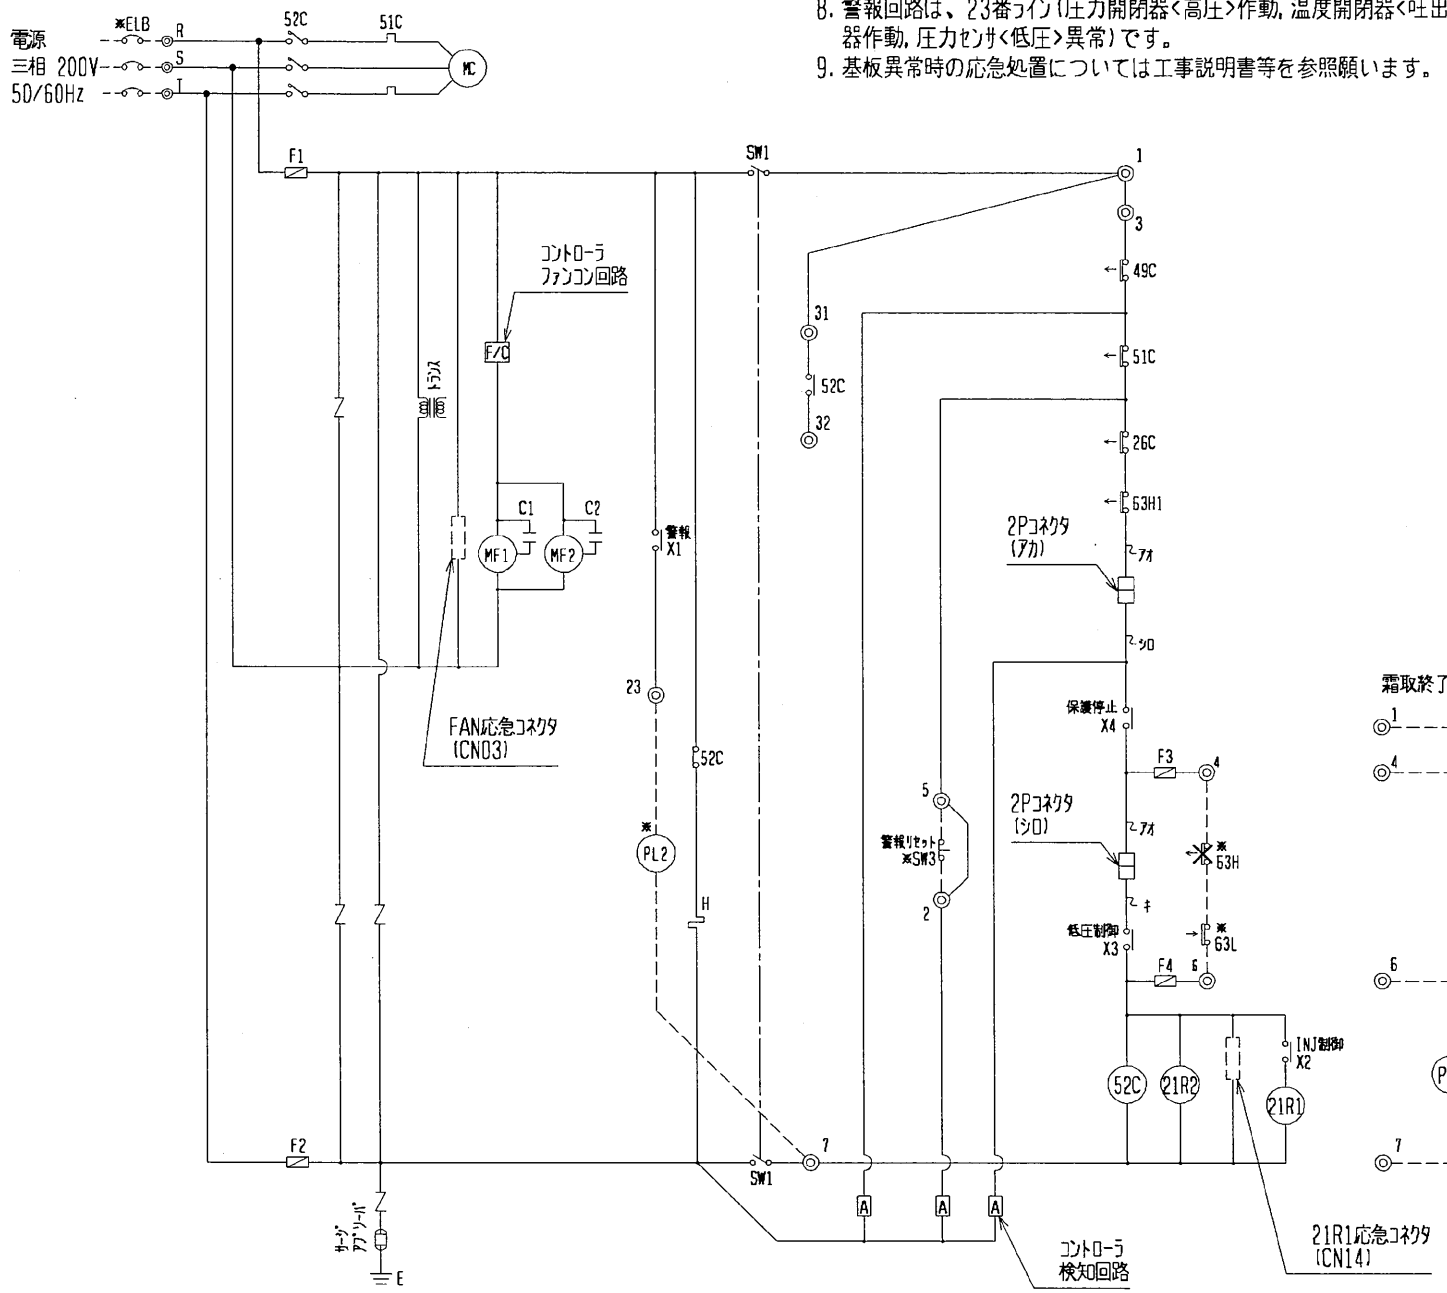 8. 警報回路は、23番ライン(圧力開閉器<高圧>作動, 温度開閉器<吐出
器作動, 圧力センサ<低圧>異常)です。
9. 基板異常時の応急処置については工事説明書等を参照願います。
電源
三相 200V
50/60Hz
※ELB
R
S
T
52C
51C
MC
F1
SW1
1
3
49C
コントローラ
ファンコン回路
31
51C
F/C
トランス
52C
32
26C
63H1
C1
C2
警報
X1
MF1
MF2
2Pコネクタ
(アカ)
アオ
シロ
23
FAN応急コネクタ
(CN03)
保護停止
X4
霜取終了
1
52C
F3
4
4
5
2Pコネクタ
(シロ)
アオ
※
PL2
警報リセット
※SW3
※
63H
2
H
キ
低圧制御
X3
※
63L
F4
6
6
INJ制御
X2
52C
21R2
21R1
P
F2
SW1
7
7
A
A
A
サージ
アブソーバ
E
コントローラ
検知回路
21R1応急コネクタ
(CN14)